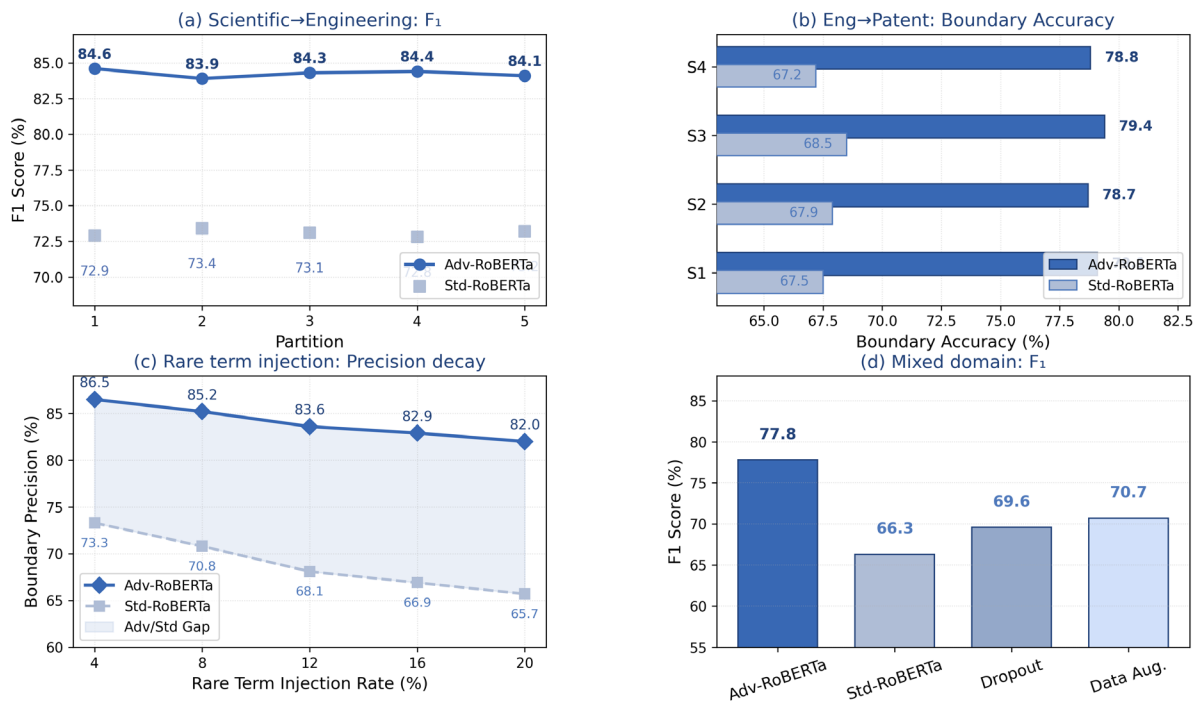 (a) Scientific→Engineering: F₁
F1 Score (%)
85.0
82.5
80.0
77.5
75.0
72.5
70.0
84.6
83.9
84.3
84.4
84.1
72.9
73.4
73.1
Adv-RoBERTa
Std-RoBERTa
1
2
3
4
5
Partition
(b) Eng→Patent: Boundary Accuracy
S4
S3
S2
S1
78.8
67.2
79.4
68.5
78.7
67.9
67.5
Adv-RoBERTa
Std-RoBERTa
65.0
67.5
70.0
72.5
75.0
77.5
80.0
82.5
Boundary Accuracy (%)
(c) Rare term injection: Precision decay
Boundary Precision (%)
85
80
75
70
65
60
86.5
85.2
83.6
82.9
82.0
73.3
70.8
68.1
66.9
65.7
Adv-RoBERTa
Std-RoBERTa
Adv/Std Gap
4
8
12
16
20
Rare Term Injection Rate (%)
(d) Mixed domain: F₁
F1 Score (%)
85
80
75
70
65
60
55
77.8
66.3
69.6
70.7
Adv-RoBERTa
Std-RoBERTa
Dropout
Data Aug.